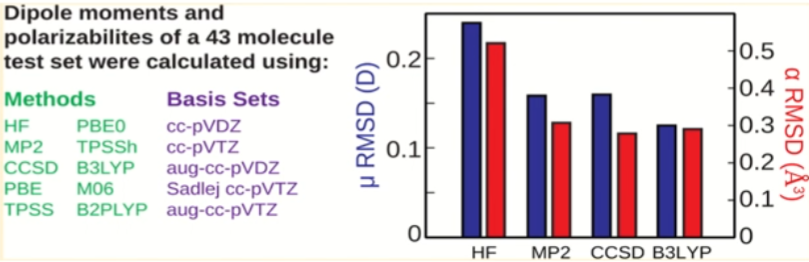 Dipole moments and
polarizabilites of a 43 molecule
test set were calculated using:
Methods
Basis Sets
HF PBE0 cc-pVDZ
MP2 TPSSh cc-pVTZ
CCSD B3LYP aug-cc-pVDZ
PBE M06 Sadlej cc-pVTZ
TPSS B2PLYP aug-cc-pVTZ
μ RMSD (D)
0.2
0.1
0
0.5
0.4
0.3
0.2
0.1
0
α RMSD (Å³)
HF MP2 CCSD B3LYP